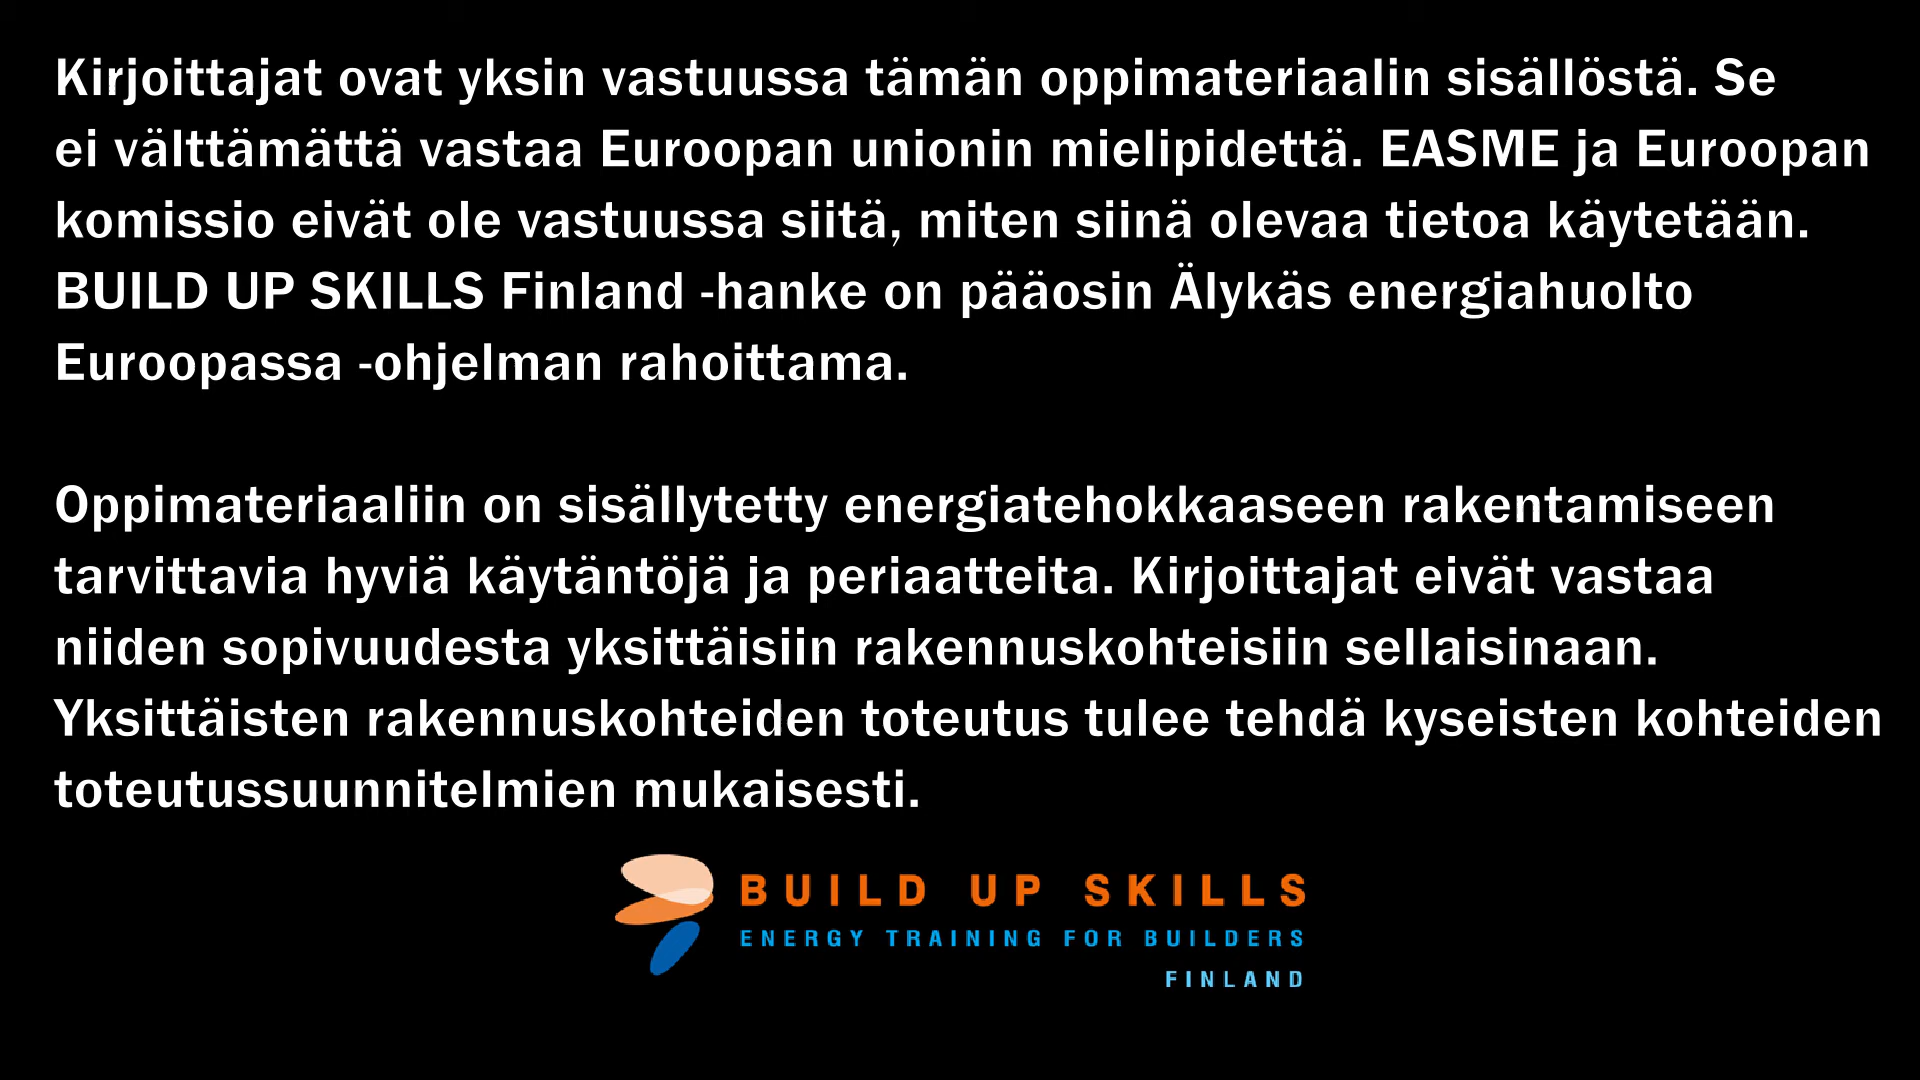 Kirjoittajat ovat yksin vastuussa tämän oppimateriaalin sisällöstä. Se
ei välttämättä vastaa Euroopan unionin mielipidettä. EASME ja Euroopan
komissio eivät ole vastuussa siitä, miten siinä olevaa tietoa käytetään.
BUILD UP SKILLS Finland -hanke on pääosin Älykäs energiahuolto
Euroopassa -ohjelman rahoittama.
Oppimateriaaliin on sisällytetty energiatehokkaaseen rakentamiseen
tarvittavia hyviä käytäntöjä ja periaatteita. Kirjoittajat eivät vastaa
niiden sopivuudesta yksittäisiin rakennuskohteisiin sellaisinaan.
Yksittäisten rakennuskohteiden toteutus tulee tehdä kyseisten kohteiden
toteutussuunnitelmien mukaisesti.
BUILD UP SKILLS
ENERGY TRAINING FOR BUILDERS
FINLAND